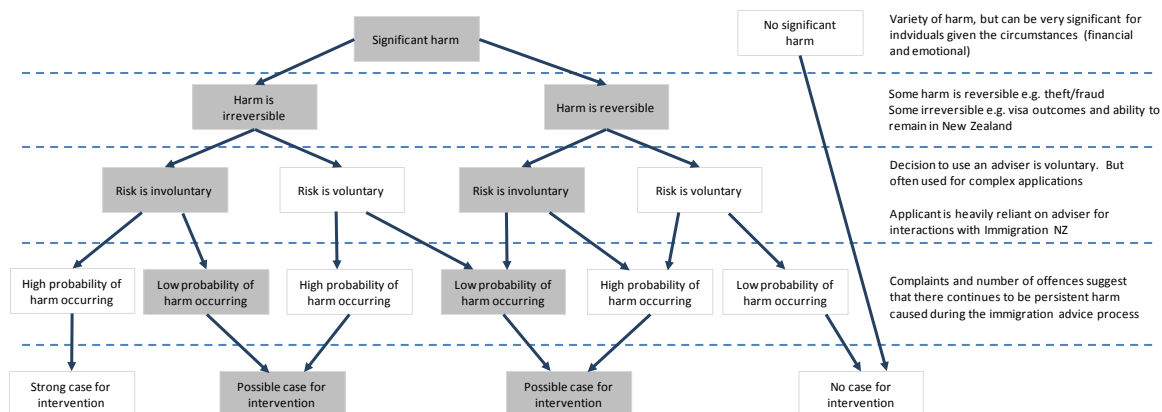 Significant harm
No significant
harm
Variety of harm, but can be very significant for
indviduals given the circumstances (financial
and emotional)
Harm is
irreversible
Harm is reversible
Some harm is reversible e.g. theft/fraud
Some irreversible e.g. visa outcomes and ability to
remain in New Zealand
Risk is involuntary
Risk is voluntary
Risk is involuntary
Risk is voluntary
Decision to use an adviser is voluntary. But
often used for complex applications
Applicant is heavily reliant on adviser for
interactions with Immigration NZ
High probability of
harm occurring
Low probability of
harm occurring
High probability of
harm occurring
Low probability of
harm occurring
High probability of
harm occurring
Low probability of
harm occurring
Complaints and number of offences suggest
that there continues to be persistent harm
caused during the immigration advice process
Strong case for
intervention
Possible case for
intervention
Possible case for
intervention
No case for
intervention